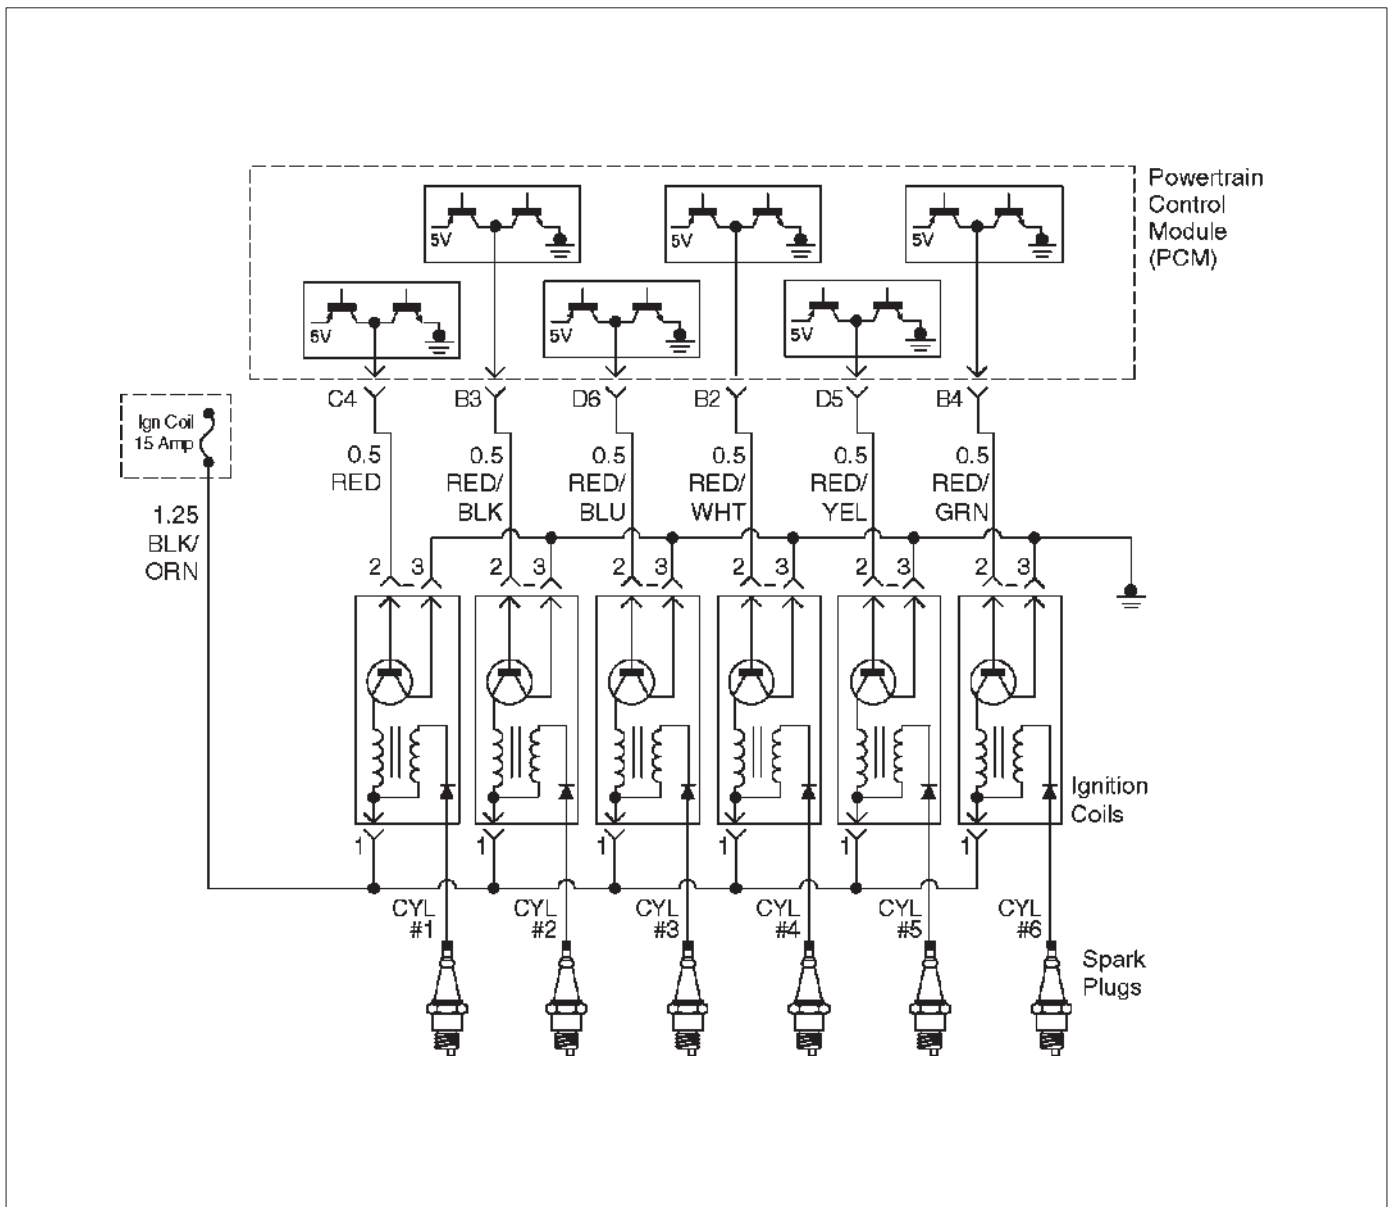 Powertrain
Control
Module
(PCM)
5V
5V
5V
5V
5V
5V
C4
B3
D6
B2
D5
B4
Ign Coil
15 Amp
0.5
RED
0.5
RED/
BLK
0.5
RED/
BLU
0.5
RED/
WHT
0.5
RED/
YEL
0.5
RED/
GRN
1.25
BLK/
ORN
2
3
2
3
2
3
2
3
2
3
2
3
Ignition
Coils
1
1
1
1
1
1
CYL
#1
CYL
#2
CYL
#3
CYL
#4
CYL
#5
CYL
#6
Spark
Plugs